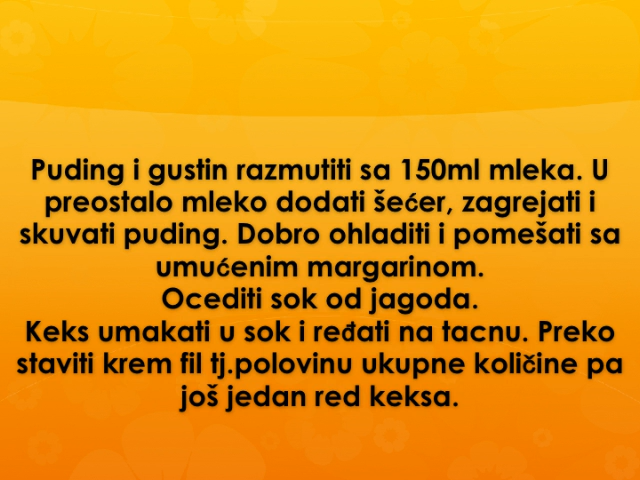 Puding i gustin razmutiti sa 150ml mleka. U
preostalo mleko dodati šećer, zagrejati i
skuvati puding. Dobro ohladiti i pomešati sa
umućenim margarinom.
Ocediti sok od jagoda.
Keks umakati u sok i ređati na tacnu. Preko
staviti krem fil tj.polovinu ukupne količine pa
još jedan red keksa.